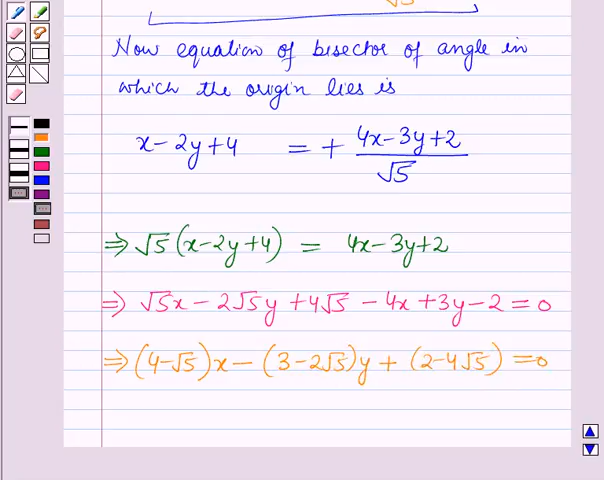 √5
Now equation of bisector of angle in
which the origin lies is
x - 2y + 4 = + (4x - 3y + 2)/√5
⇒ √5 (x - 2y + 4) = 4x - 3y + 2
⇒ √5x - 2√5y + 4√5 - 4x + 3y - 2 = 0
⇒ (4 - √5)x - (3 - 2√5)y + (2 - 4√5) = 0